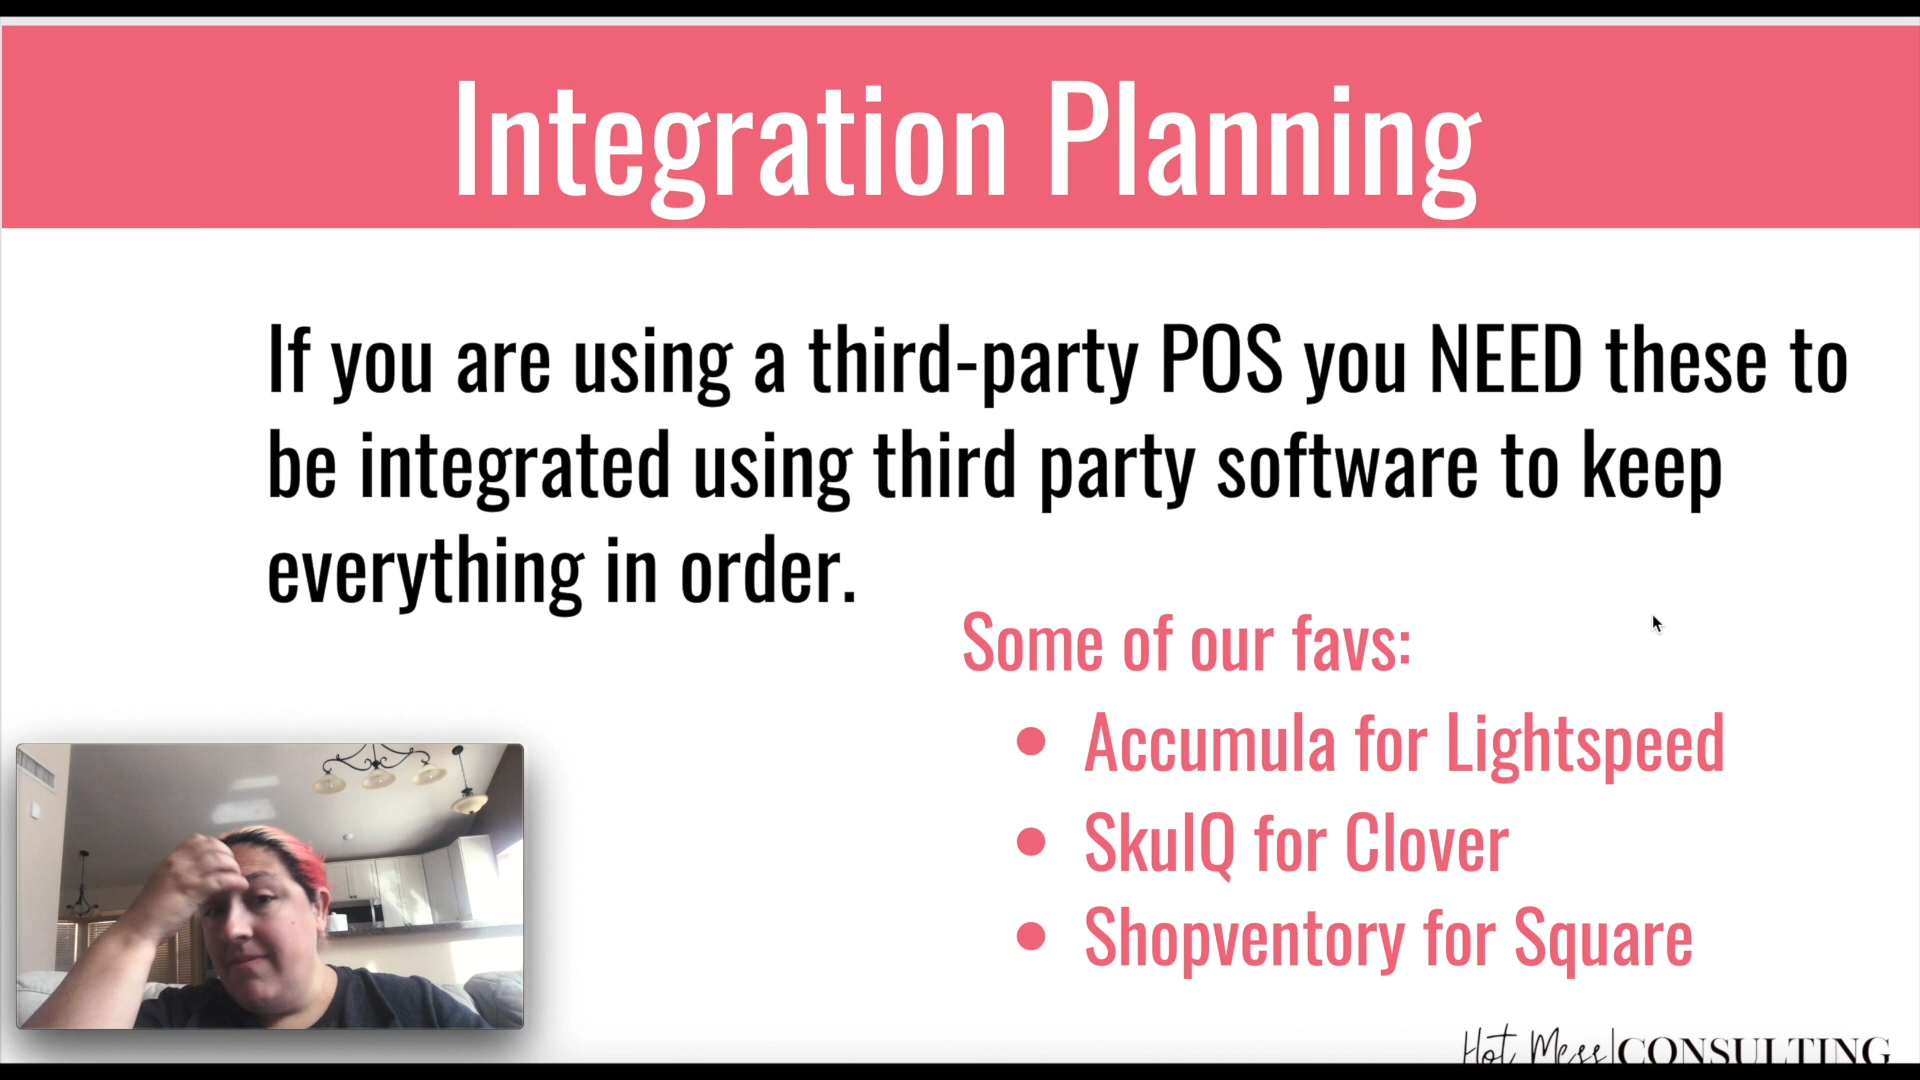 Integration Planning
If you are using a third-party POS you NEED these to
be integrated using third party software to keep
everything in order.
Some of our favs:
• Accumula for Lightspeed
• SkuIQ for Clover
• Shopventory for Square
Hot Mess|CONSULTING